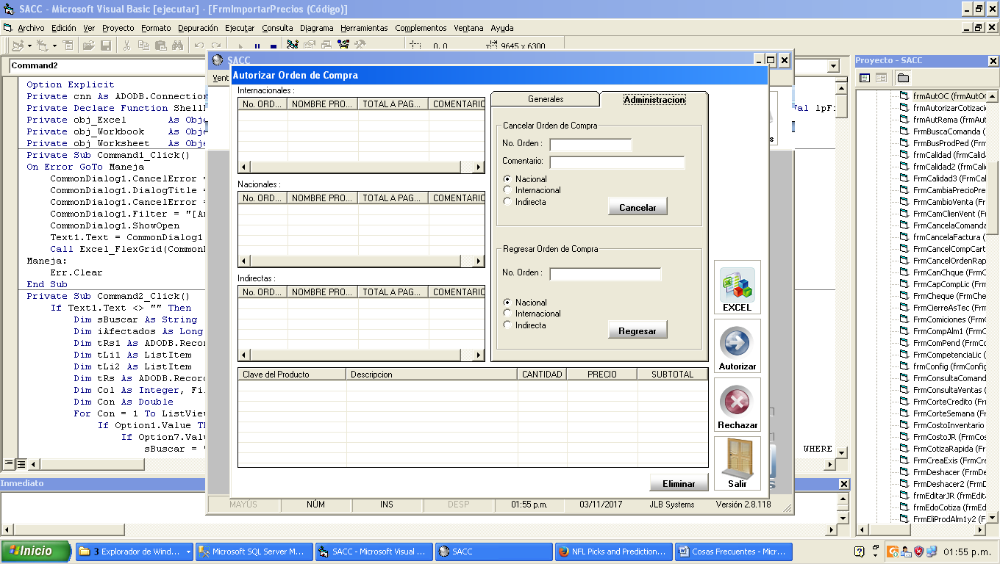 SACC - Microsoft Visual Basic [ejecutar] - [FrmImportarPrecios (Código)]
Archivo Edición Ver Proyecto Formato Depuración Ejecutar Consulta Diagrama Herramientas Complementos Ventana Ayuda
0, 0 9645 x 6300
Command2
Option Explicit
Private cnn As ADODB.Connection
Private Declare Function Shell
Private obj_Excel As Obje
Private obj_Workbook As Obje
Private obj_Worksheet As Obje
Private Sub Command1_Click()
On Error GoTo Maneja
CommonDialog1.CancelError =
CommonDialog1.DialogTitle =
CommonDialog1.CancelError =
CommonDialog1.Filter = "[Ar
CommonDialog1.ShowOpen
Text1.Text = CommonDialog1
Call Excel_FlexGrid(Common
Maneja:
Err.Clear
End Sub
Private Sub Command2_Click()
If Text1.Text <> "" Then
Dim sBuscar As String
Dim iAfectados As Long
Dim tRs1 As ADODB.Recor
Dim tLi1 As ListItem
Dim tLi2 As ListItem
Dim tRs As ADODB.Recor
Dim Col As Integer, Fi
Dim Con As Double
For Con = 1 To ListVie
If Option1.Value Th
If Option7.Valu
sBuscar = "
WHERE
Inmediato
SACC
Vent
Autorizar Orden de Compra
Internacionales :
No. ORD... NOMBRE PRO... TOTAL A PAG... COMENTARIO
Nacionales :
No. ORD... NOMBRE PRO... TOTAL A PAG... COMENTARIO
Indirectas :
No. ORD... NOMBRE PRO... TOTAL A PAG... COMENTARIO
Generales Administracion
Cancelar Orden de Compra
No. Orden :
Comentario:
Nacional
Internacional
Indirecta
Cancelar
Regresar Orden de Compra
No. Orden :
Nacional
Internacional
Indirecta
Regresar
EXCEL
Autorizar
Rechazar
Salir
Clave del Producto Descripcion CANTIDAD PRECIO SUBTOTAL
Eliminar
MAYÚS NÚM INS DESP 01:55 p.m. 03/11/2017 JLB Systems Versión 2.8.118
Proyecto - SACC
frmAutOC (frmAutOC
frmAutorizarCotizacio
frmAutRema (frmAut
FrmBuscaComanda (
FrmBusProdPed (Frm
frmCalidad (frmCalid
frmCalidad2 (frmCali
FrmCalidad3 (FrmCal
FrmCambiaPrecioPre
FrmCambioVenta (Fr
FrmCamClienVent (Fr
FrmCancelaComanda
frmCancelaFactura (
FrmCancelCompCart
FrmCancelOrdenRap
FrmCanChque (FrmC
FrmCapCompLic (Frm
FrmCheque (FrmChe
FrmCierreAsTec (Frm
FrmComiciones (FrmC
FrmCompAlm1 (FrmC
FrmComPend (FrmCo
FrmCompetenciaLic (
frmConfig (frmConfig
FrmConsultaComand
FrmConsultaVentas (
FrmCorteCredito (Frm
FrmCorteSemana (Fr
FrmCostoInventario
FrmCostoJR (FrmCos
FrmCotizaRapida (Fr
FrmCreaExis (FrmCre
FrmDeshacer (FrmDe
FrmDeshacer2 (FrmD
frmEditarJR (frmEdit
frmEdoCotiza (frmEd
FrmEliProdAlm1y2 (Fr
Inicio
3 Explorador de Wind...
Microsoft SQL Server M...
SACC - Microsoft Visual ...
SACC
NFL Picks and Prediction...
Cosas Frecuentes - Micr...
01:55 p.m.